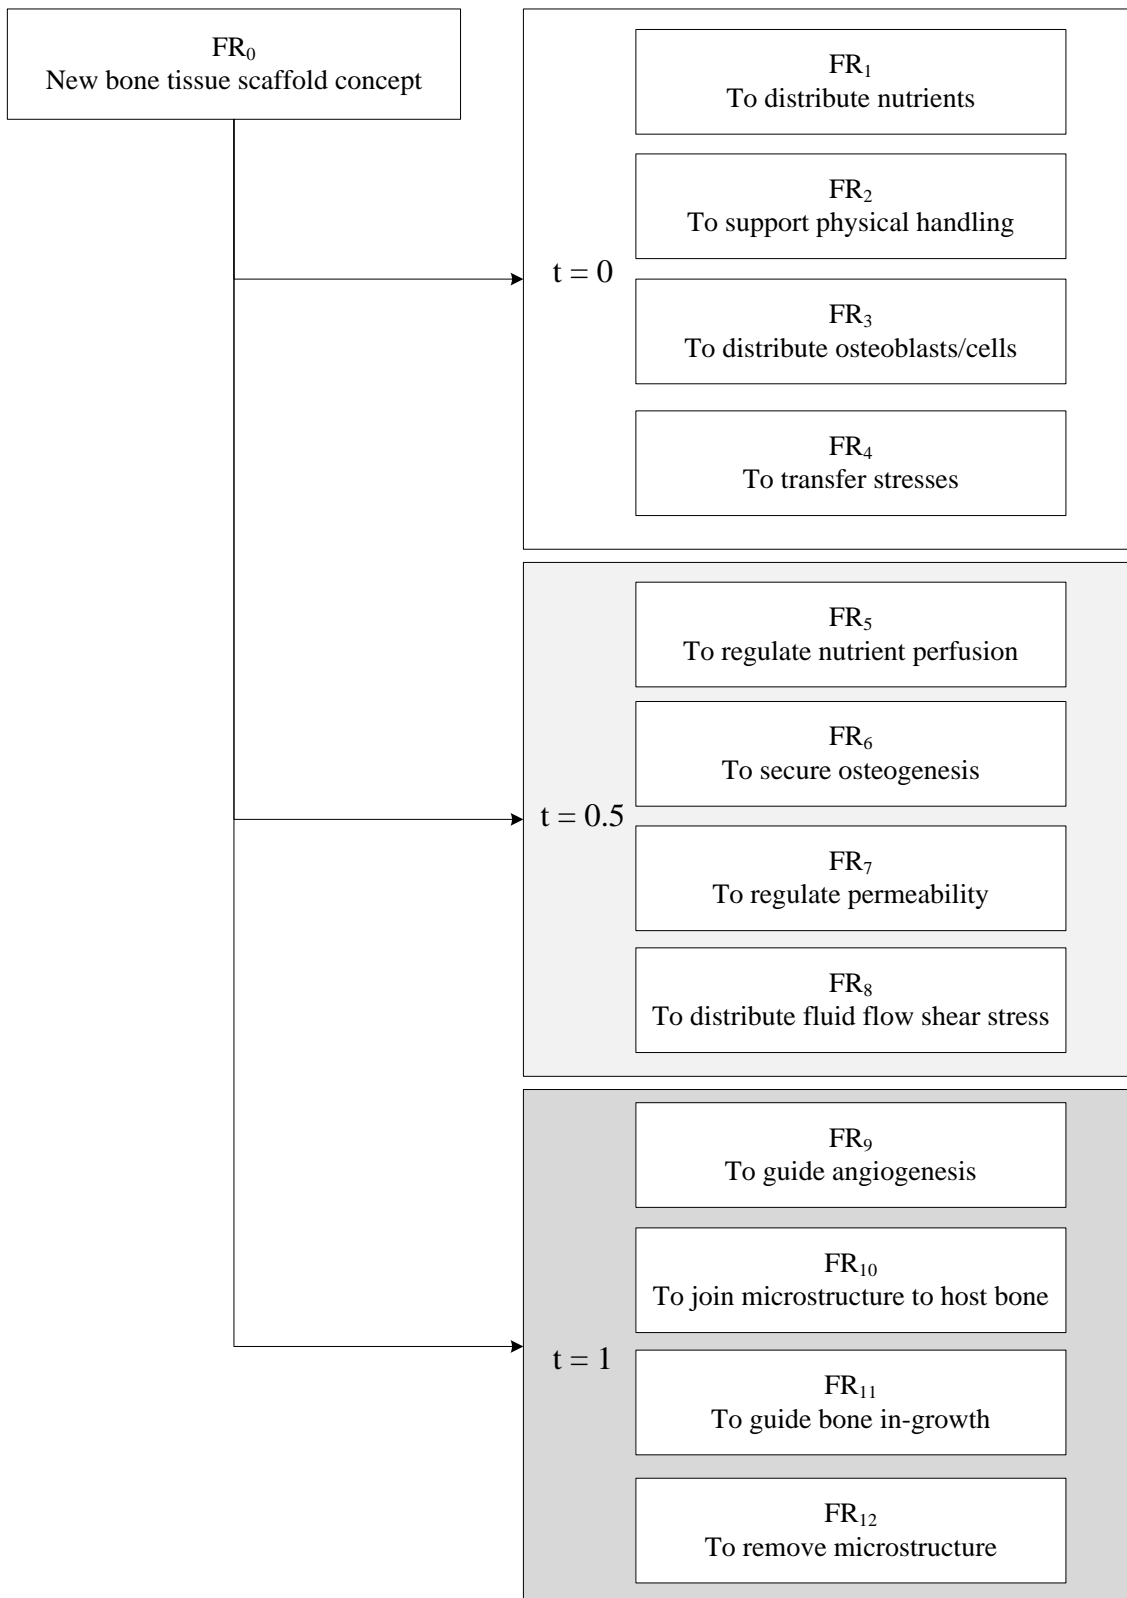 FR₀
New bone tissue scaffold concept
t = 0
FR₁
To distribute nutrients
FR₂
To support physical handling
FR₃
To distribute osteoblasts/cells
FR₄
To transfer stresses
t = 0.5
FR₅
To regulate nutrient perfusion
FR₆
To secure osteogenesis
FR₇
To regulate permeability
FR₈
To distribute fluid flow shear stress
t = 1
FR₉
To guide angiogenesis
FR₁₀
To join microstructure to host bone
FR₁₁
To guide bone in-growth
FR₁₂
To remove microstructure